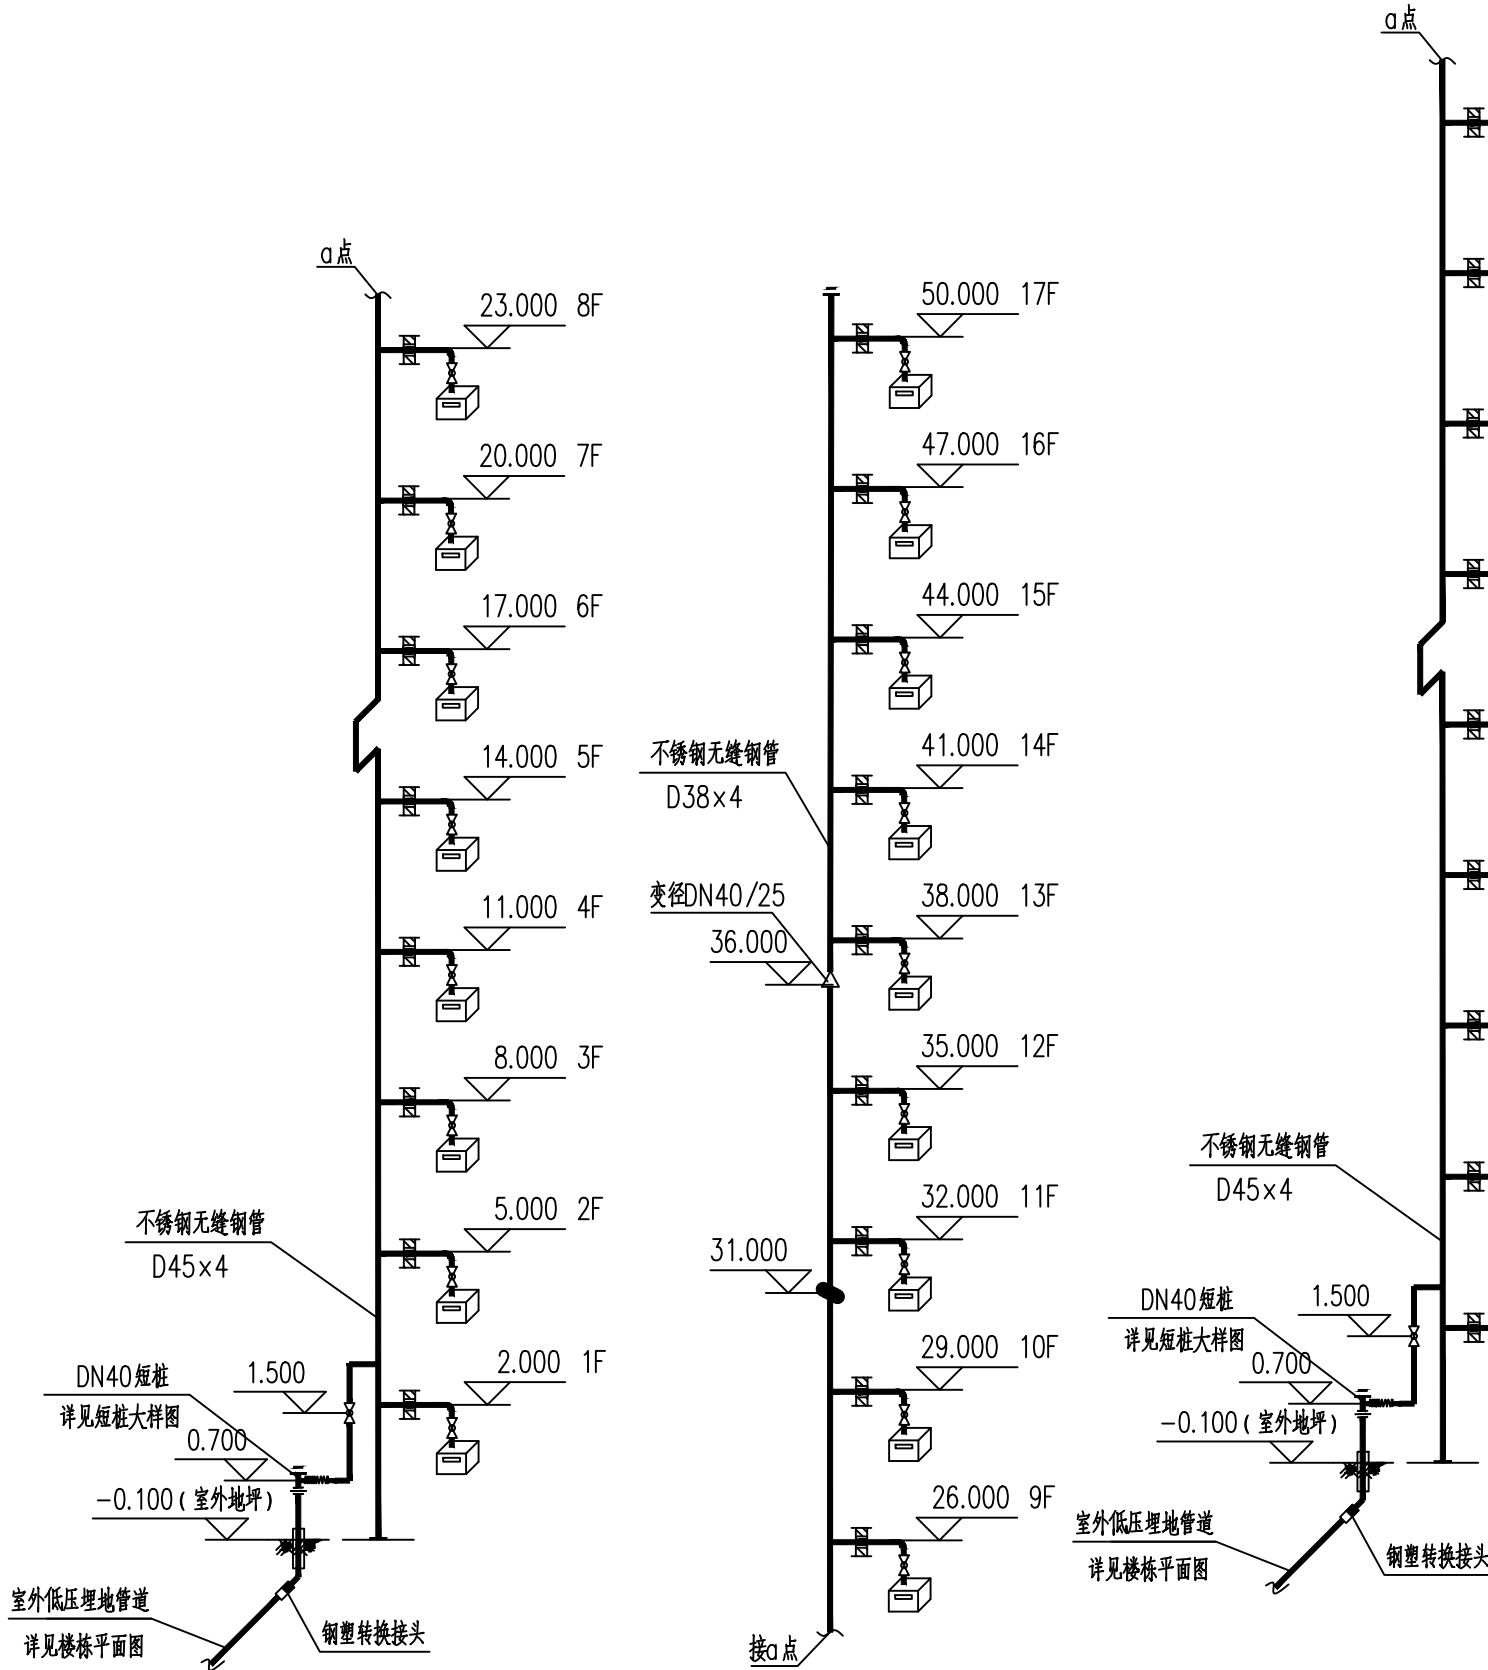 a点
23.000 8F
20.000 7F
17.000 6F
14.000 5F
11.000 4F
8.000 3F
不锈钢无缝钢管
D45×4
5.000 2F
DN40短桩
详见短桩大样图
1.500
2.000 1F
0.700
-0.100(室外地坪)
室外低压埋地管道
详见楼栋平面图
钢塑转换接头
50.000 17F
47.000 16F
44.000 15F
不锈钢无缝钢管
D38×4
41.000 14F
变径DN40/25
36.000
38.000 13F
35.000 12F
31.000
32.000 11F
29.000 10F
26.000 9F
接a点
a点
不锈钢无缝钢管
D45×4
DN40短桩
详见短桩大样图
1.500
0.700
-0.100(室外地坪)
室外低压埋地管道
详见楼栋平面图
钢塑转换接头